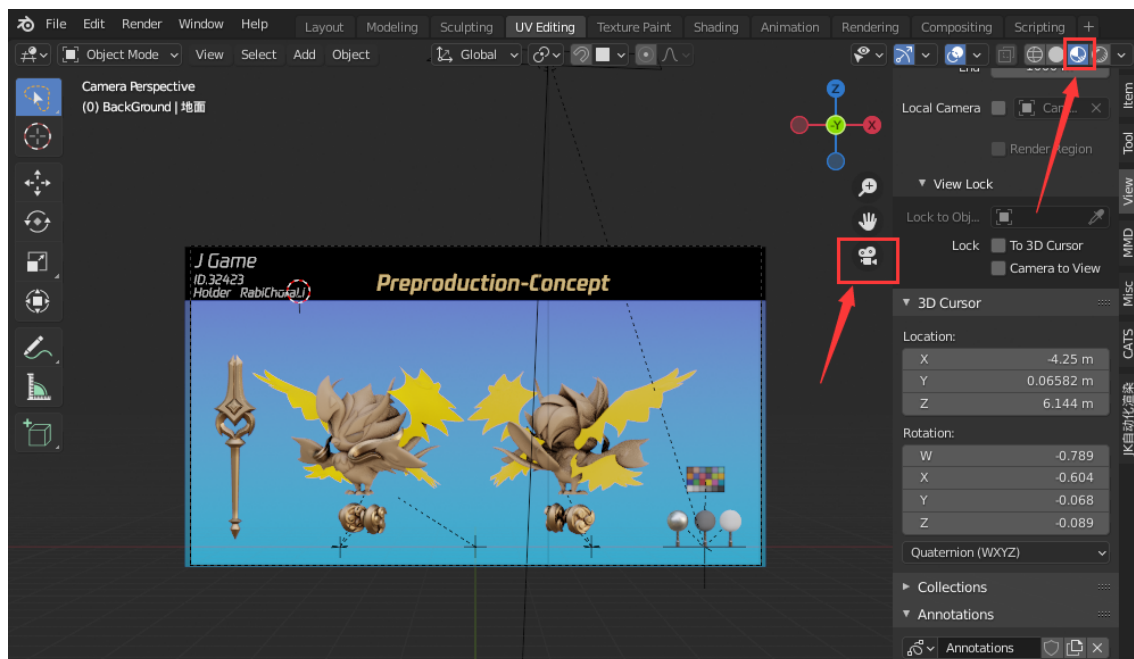 File Edit Render Window Help Layout Modeling Sculpting UV Editing Texture Paint Shading Animation Rendering Compositing Scripting +
Object Mode View Select Add Object Global
Camera Perspective
(0) BackGround | 地面
Z
-Y
X
J Game
ID.32423
Holder RabiChora!.i
Preproduction-Concept
End
Local Camera Cam...
Render Region
View Lock
Lock to Obj...
Lock To 3D Cursor
Camera to View
3D Cursor
Location:
X -4.25 m
Y 0.06582 m
Z 6.144 m
Rotation:
W -0.789
X -0.604
Y -0.068
Z -0.089
Quaternion (WXYZ)
Collections
Annotations
Annotations
Item
Tool
View
MMD
Misc
CATS
JK自动化渲染